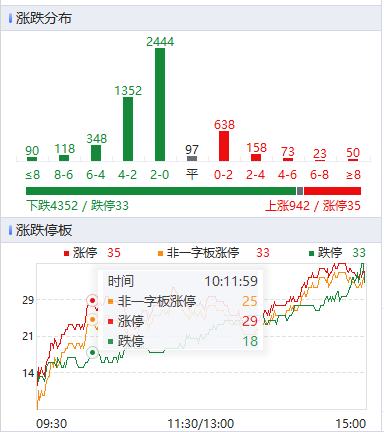 涨跌分布
2444
1352
638
348
158
118
90
97
73
50
23
≤8 8-6 6-4 4-2 2-0 平 0-2 2-4 4-6 6-8 ≥8
下跌4352 / 跌停33 上涨942 / 涨停35
涨跌停板
涨停 35 非一字板涨停 33 跌停 33
时间 10:11:59
非一字板涨停 25
涨停 29
跌停 18
29
21
14
09:30 11:30/13:00 15:00